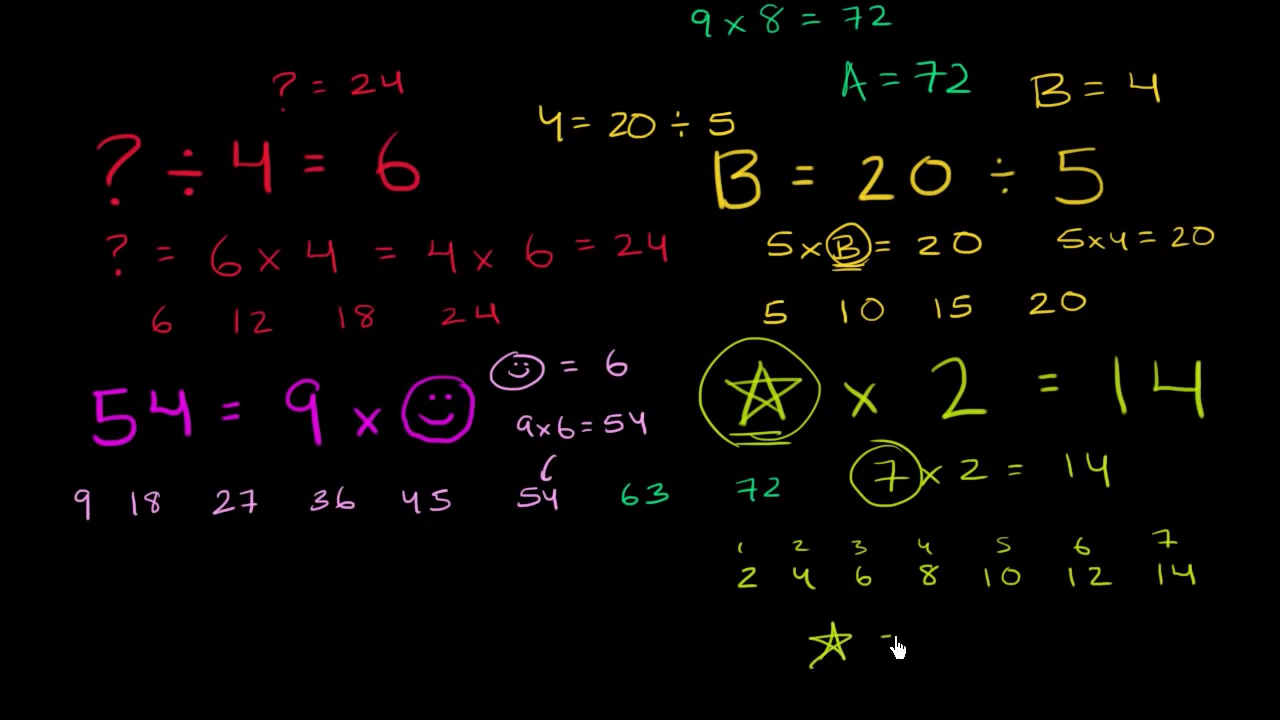 9 x 8 = 72
? = 24
A = 72
B = 4
4 = 20 ÷ 5
? ÷ 4 = 6
B = 20 ÷ 5
? = 6 x 4 = 4 x 6 = 24
5 x B = 20
5 x 4 = 20
6 12 18 24
5 10 15 20
☺ = 6
54 = 9 x ☺
☆ x 2 = 14
9 x 6 = 54
7 x 2 = 14
9 18 27 36 45 54 63 72
1 2 3 4 5 6 7
2 4 6 8 10 12 14
☆ -